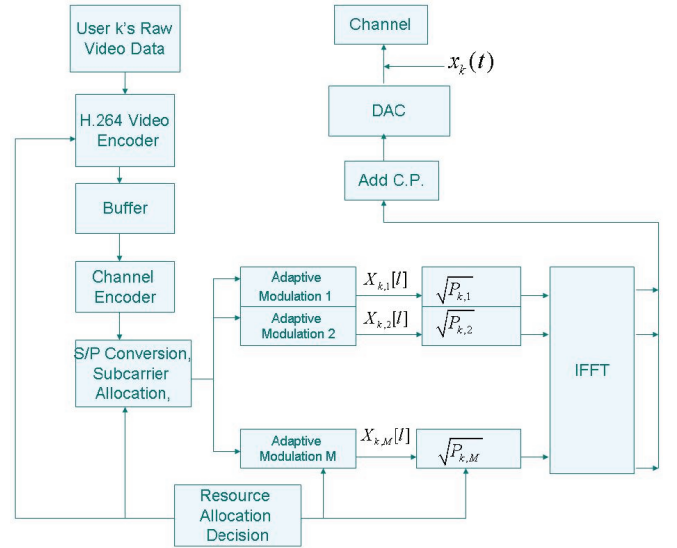 User k's Raw
Video Data
H.264 Video
Encoder
Buffer
Channel
Encoder
S/P Conversion,
Subcarrier
Allocation,
Resource
Allocation
Decision
Adaptive
Modulation 1
Adaptive
Modulation 2
Adaptive
Modulation M
X_{k,1}[l]
X_{k,2}[l]
X_{k,M}[l]
√P_{k,1}
√P_{k,2}
√P_{k,M}
IFFT
Add C.P.
DAC
x_k(t)
Channel